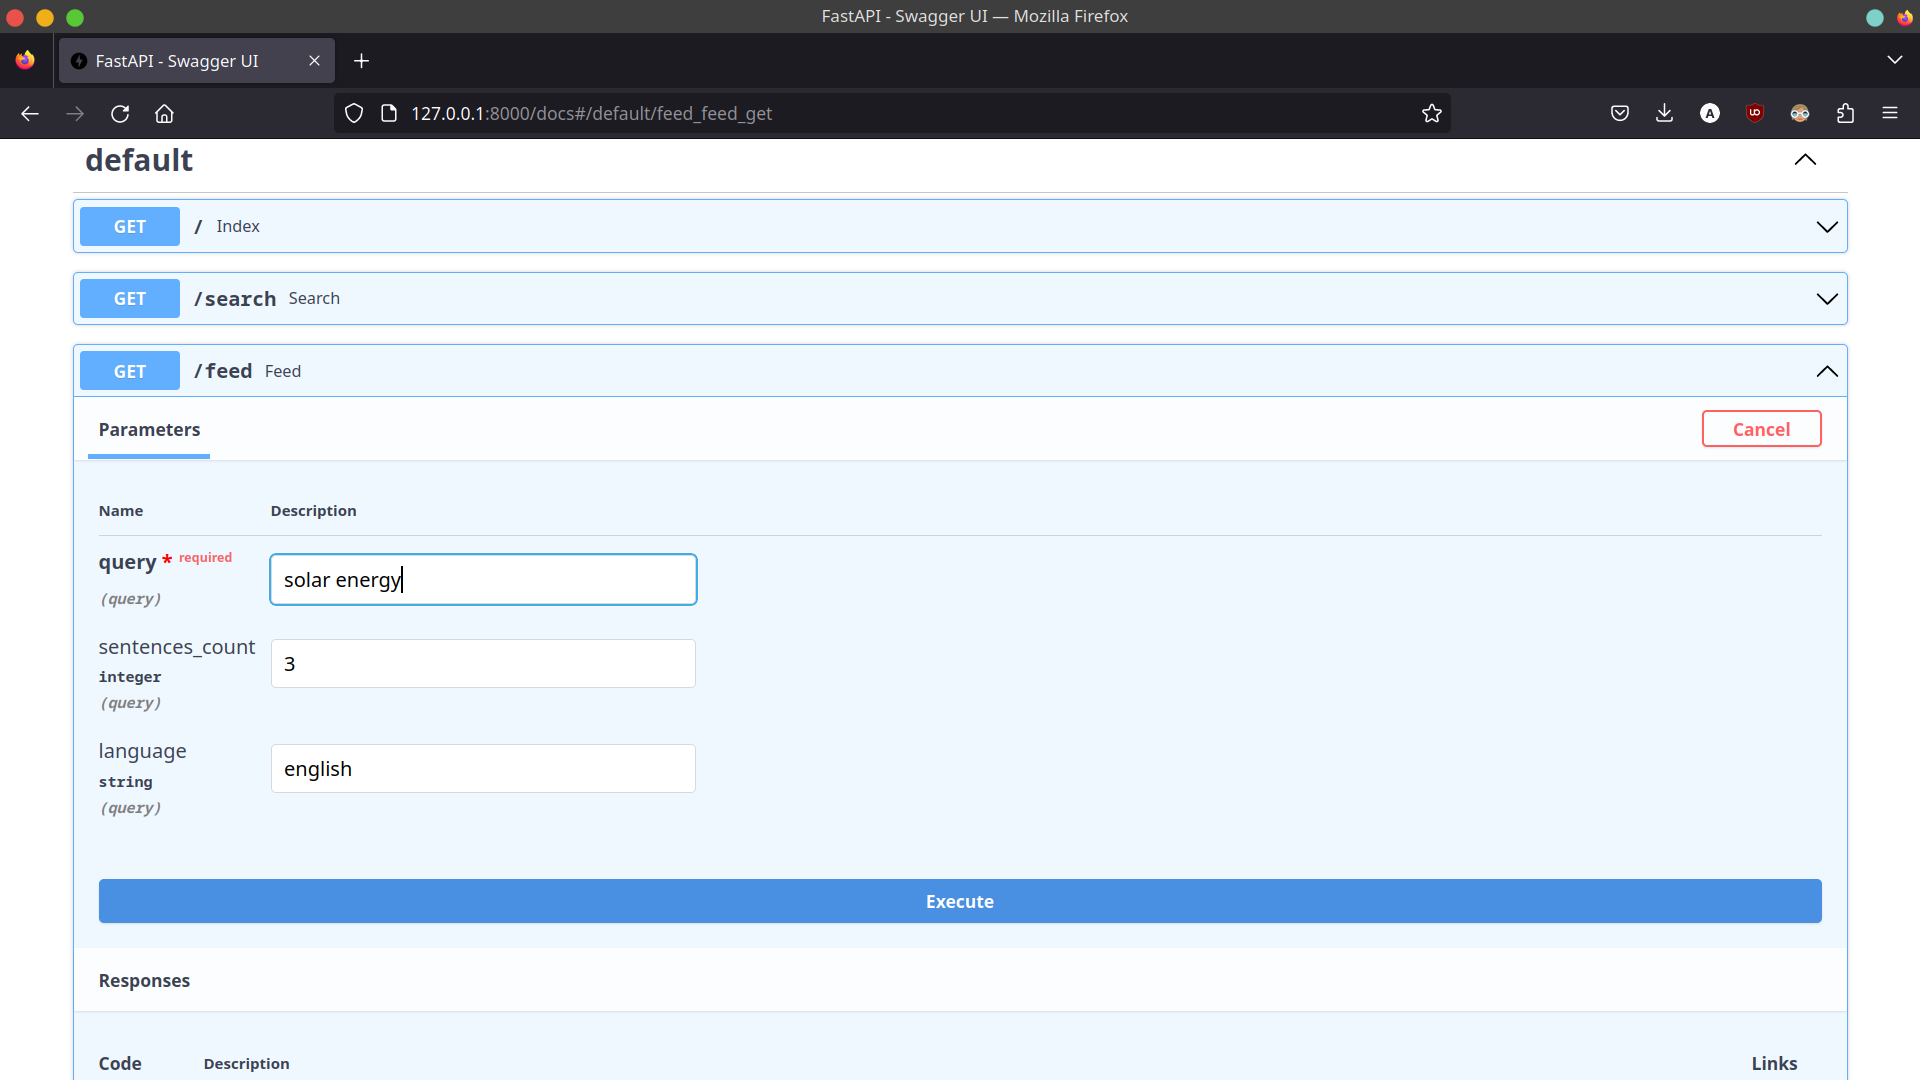 FastAPI - Swagger UI — Mozilla Firefox
FastAPI - Swagger UI
127.0.0.1:8000/docs#/default/feed_feed_get
default
GET / Index
GET /search Search
GET /feed Feed
Parameters
Cancel
Name Description
query * required
(query)
solar energy
sentences_count
integer
(query)
3
language
string
(query)
english
Execute
Responses
Code Description Links